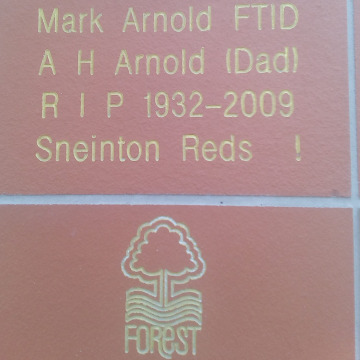 Mark Arnold FTID
A H Arnold (Dad)
R I P 1932-2009
Sneinton Reds !
FOReST